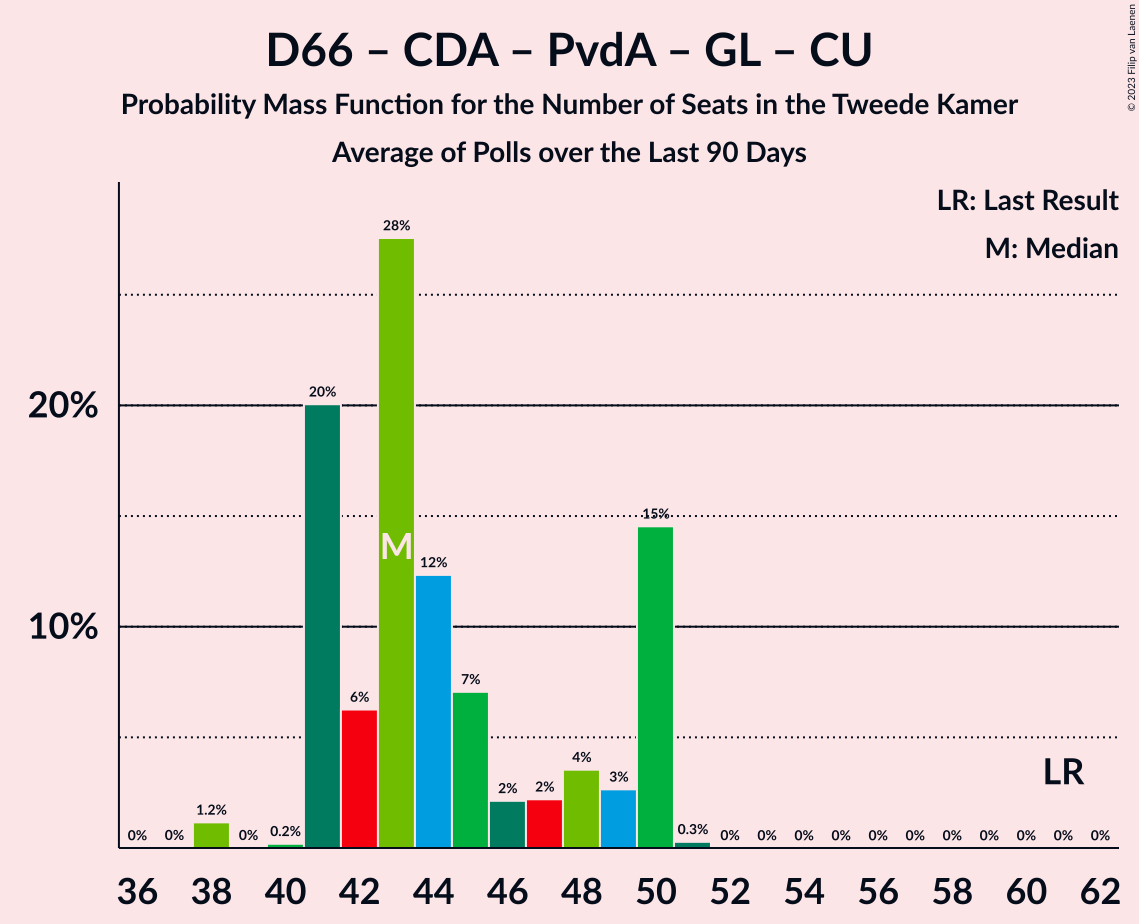 D66 – CDA – PvdA – GL – CU
Probability Mass Function for the Number of Seats in the Tweede Kamer
Average of Polls over the Last 90 Days
© 2023 Filip van Laenen
LR: Last Result
M: Median
28%
20%
20%
15%
M
12%
10%
7%
6%
4%
LR
3%
2%
2%
1.2%
0.2%
0.3%
0% 0% 0% 0% 0% 0% 0% 0% 0% 0% 0% 0% 0% 0%
36 38 40 42 44 46 48 50 52 54 56 58 60 62